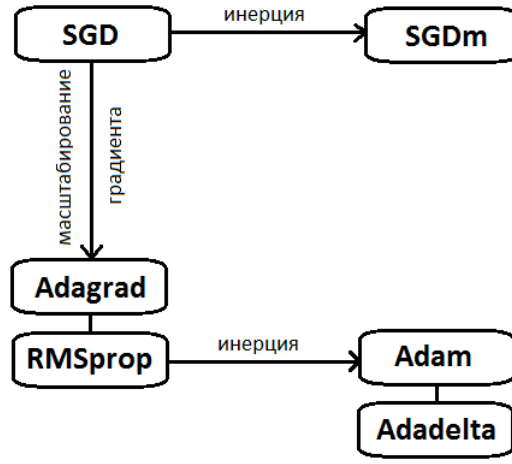 SGD
инерция
SGDm
масштабирование
градиента
Adagrad
RMSprop
инерция
Adam
Adadelta